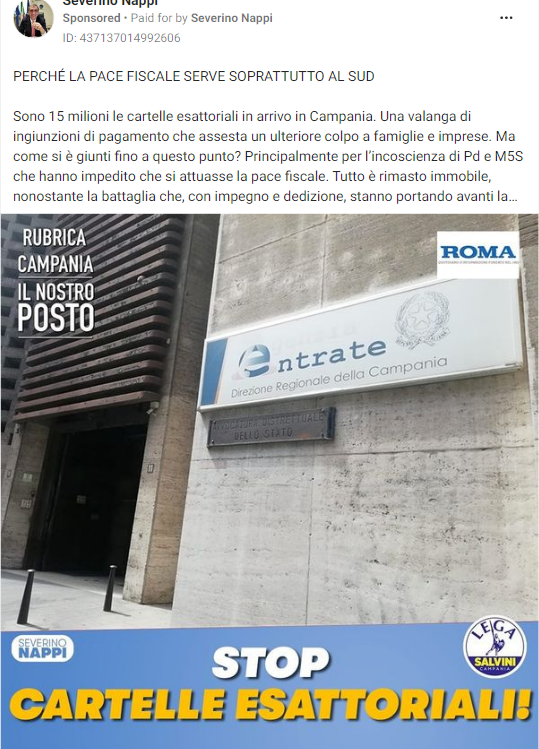 Severino Nappi
Sponsored • Paid for by Severino Nappi
ID: 437137014992606
PERCHÉ LA PACE FISCALE SERVE SOPRATTUTTO AL SUD
Sono 15 milioni le cartelle esattoriali in arrivo in Campania. Una valanga di
ingiunzioni di pagamento che assesta un ulteriore colpo a famiglie e imprese. Ma
come si è giunti fino a questo punto? Principalmente per l'incoscienza di Pd e M5S
che hanno impedito che si attuasse la pace fiscale. Tutto è rimasto immobile,
nonostante la battaglia che, con impegno e dedizione, stanno portando avanti la...
RUBRICA
CAMPANIA
IL NOSTRO
POSTO
ROMA
entrate
Direzione Regionale della Campania
AVVOCATURA DISTRETTUALE
DELLO STATO
SEVERINO
NAPPI
LEGA
SALVINI
CAMPANIA
STOP
CARTELLE ESATTORIALI!